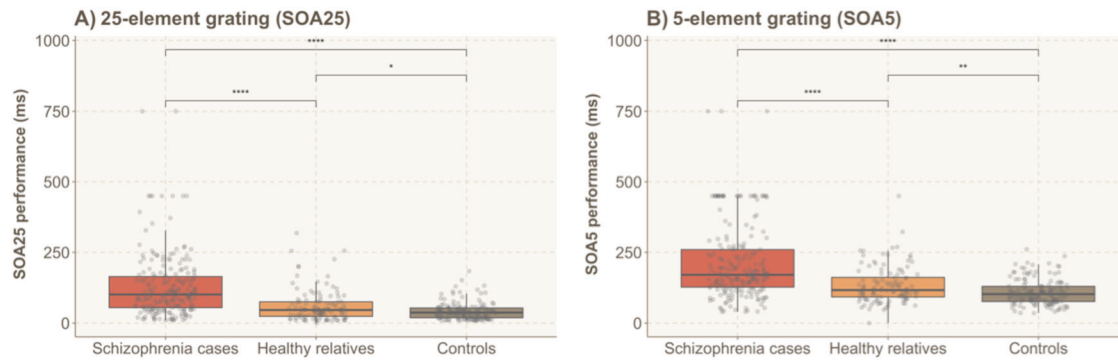 A) 25-element grating (SOA25)
SOA25 performance (ms)
1000
750
500
250
0
****
*
****
Schizophrenia cases
Healthy relatives
Controls
B) 5-element grating (SOA5)
SOA5 performance (ms)
1000
750
500
250
0
****
**
****
Schizophrenia cases
Healthy relatives
Controls